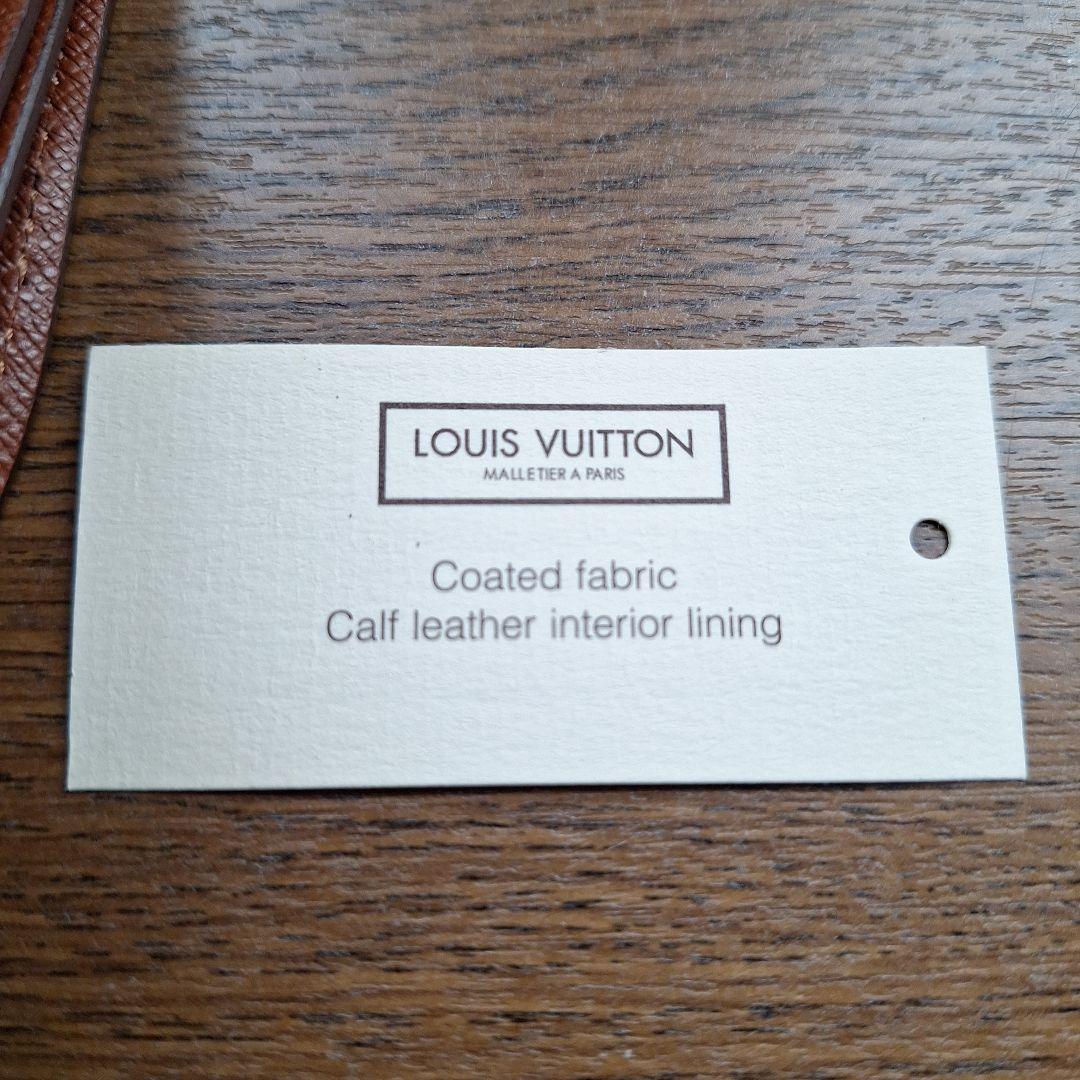 LOUIS VUITTON
MALLETIER A PARIS
Coated fabric
Calf leather interior lining